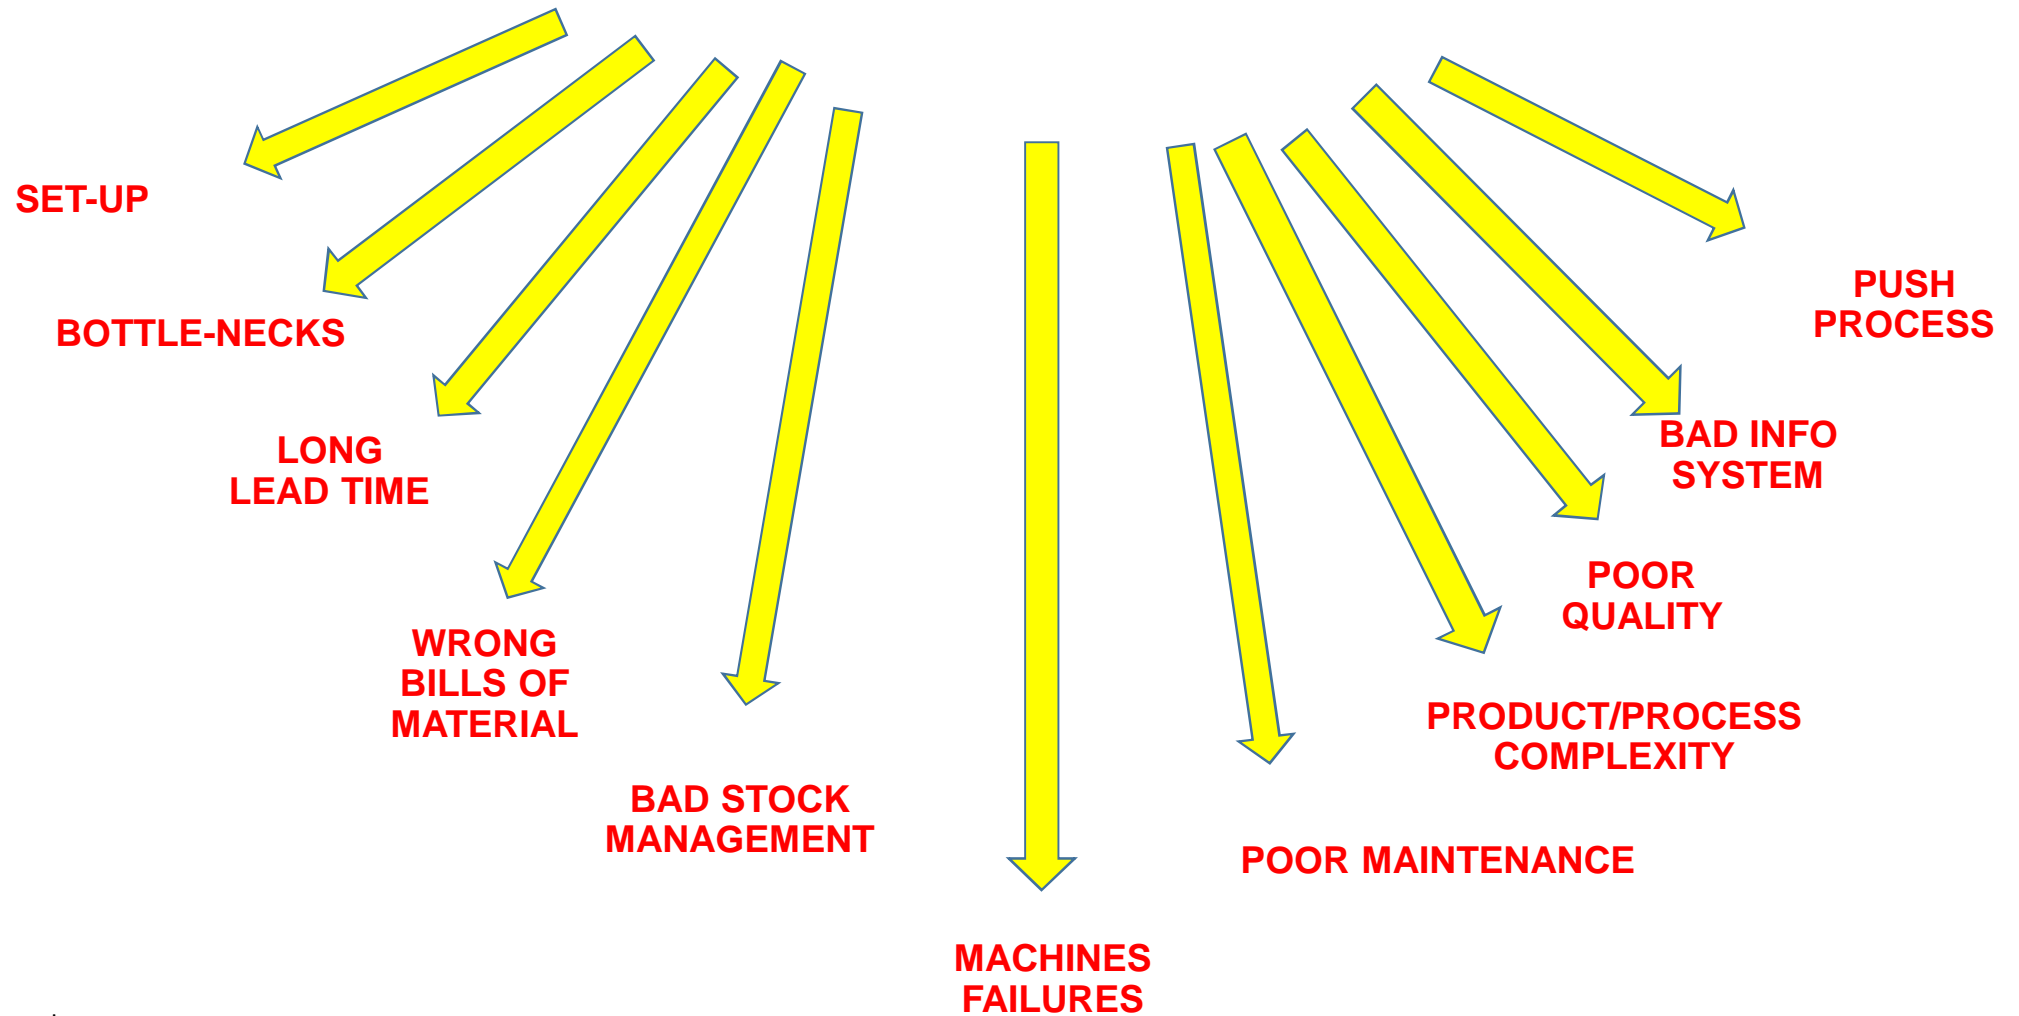 SET-UP
BOTTLE-NECKS
LONG
LEAD TIME
WRONG
BILLS OF
MATERIAL
BAD STOCK
MANAGEMENT
MACHINES
FAILURES
POOR MAINTENANCE
PRODUCT/PROCESS
COMPLEXITY
POOR
QUALITY
BAD INFO
SYSTEM
PUSH
PROCESS